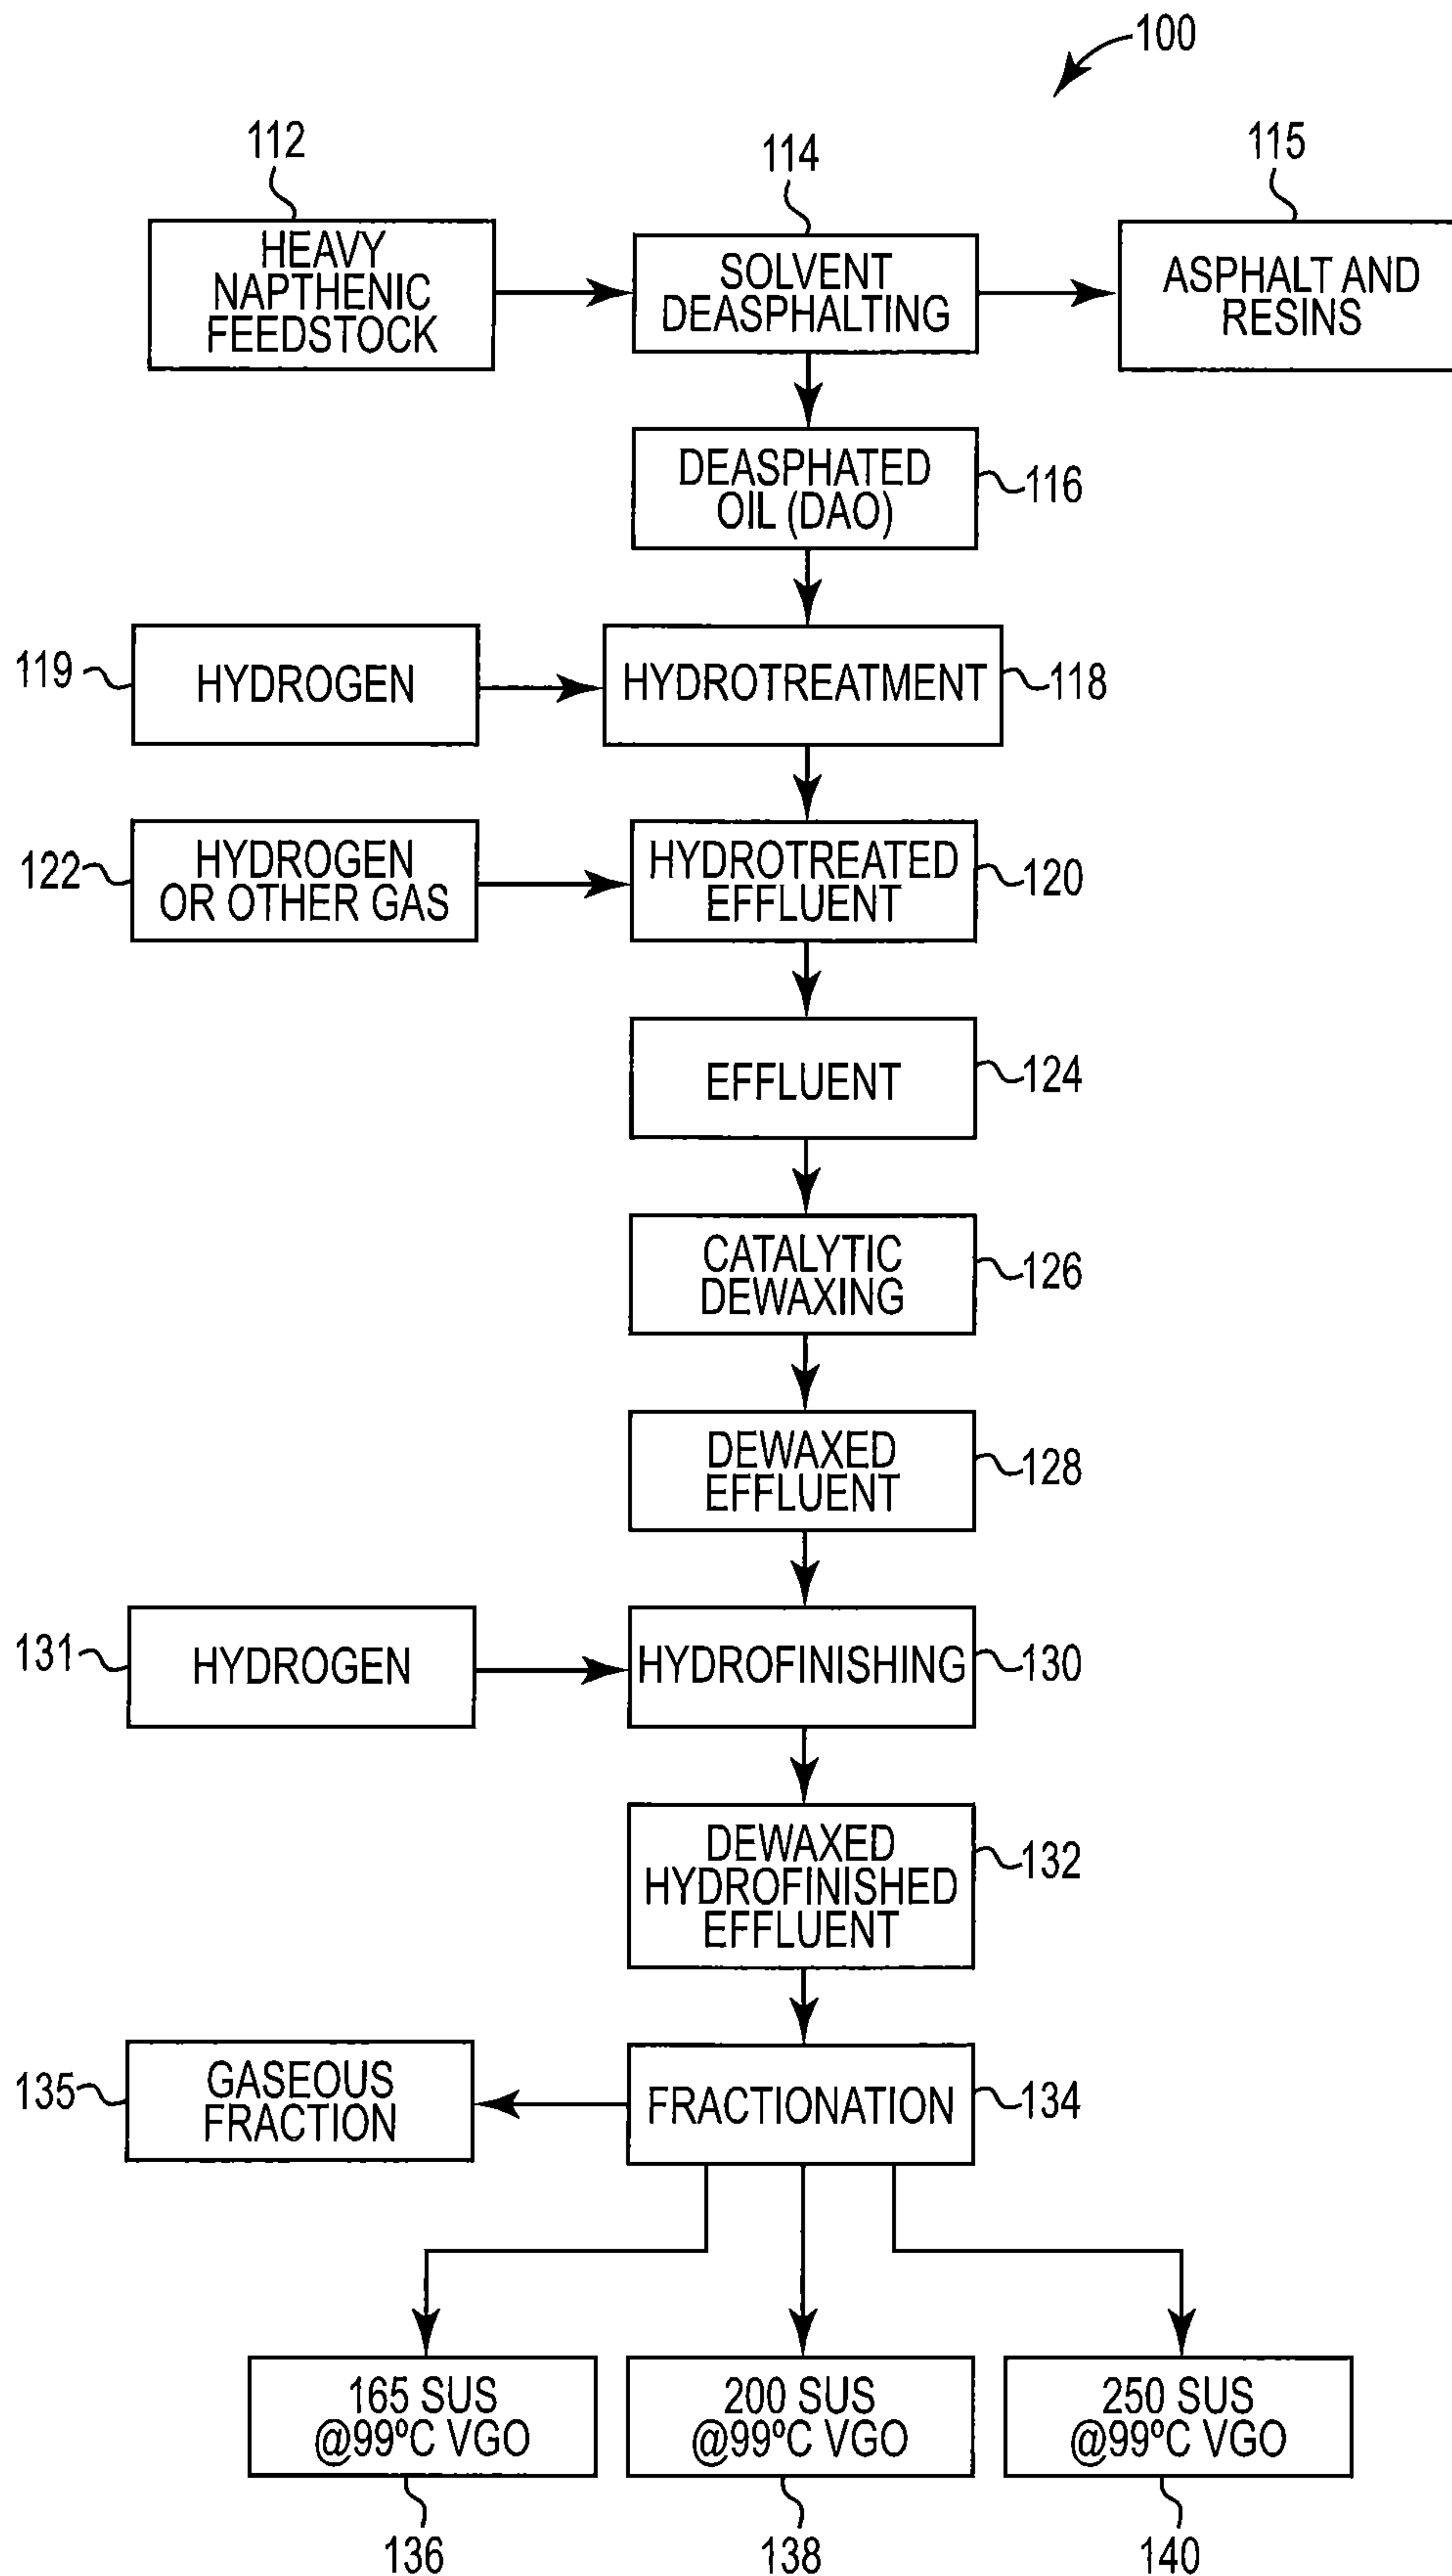 100
112
114
115
HEAVY
NAPTHENIC
FEEDSTOCK
SOLVENT
DEASPHALTING
ASPHALT AND
RESINS
DEASPHATED
OIL (DAO)
116
119
HYDROGEN
HYDROTREATMENT
118
122
HYDROGEN
OR OTHER GAS
HYDROTREATED
EFFLUENT
120
EFFLUENT
124
CATALYTIC
DEWAXING
126
DEWAXED
EFFLUENT
128
131
HYDROGEN
HYDROFINISHING
130
DEWAXED
HYDROFINISHED
EFFLUENT
132
135
GASEOUS
FRACTION
FRACTIONATION
134
165 SUS
@99ºC VGO
200 SUS
@99ºC VGO
250 SUS
@99ºC VGO
136
138
140